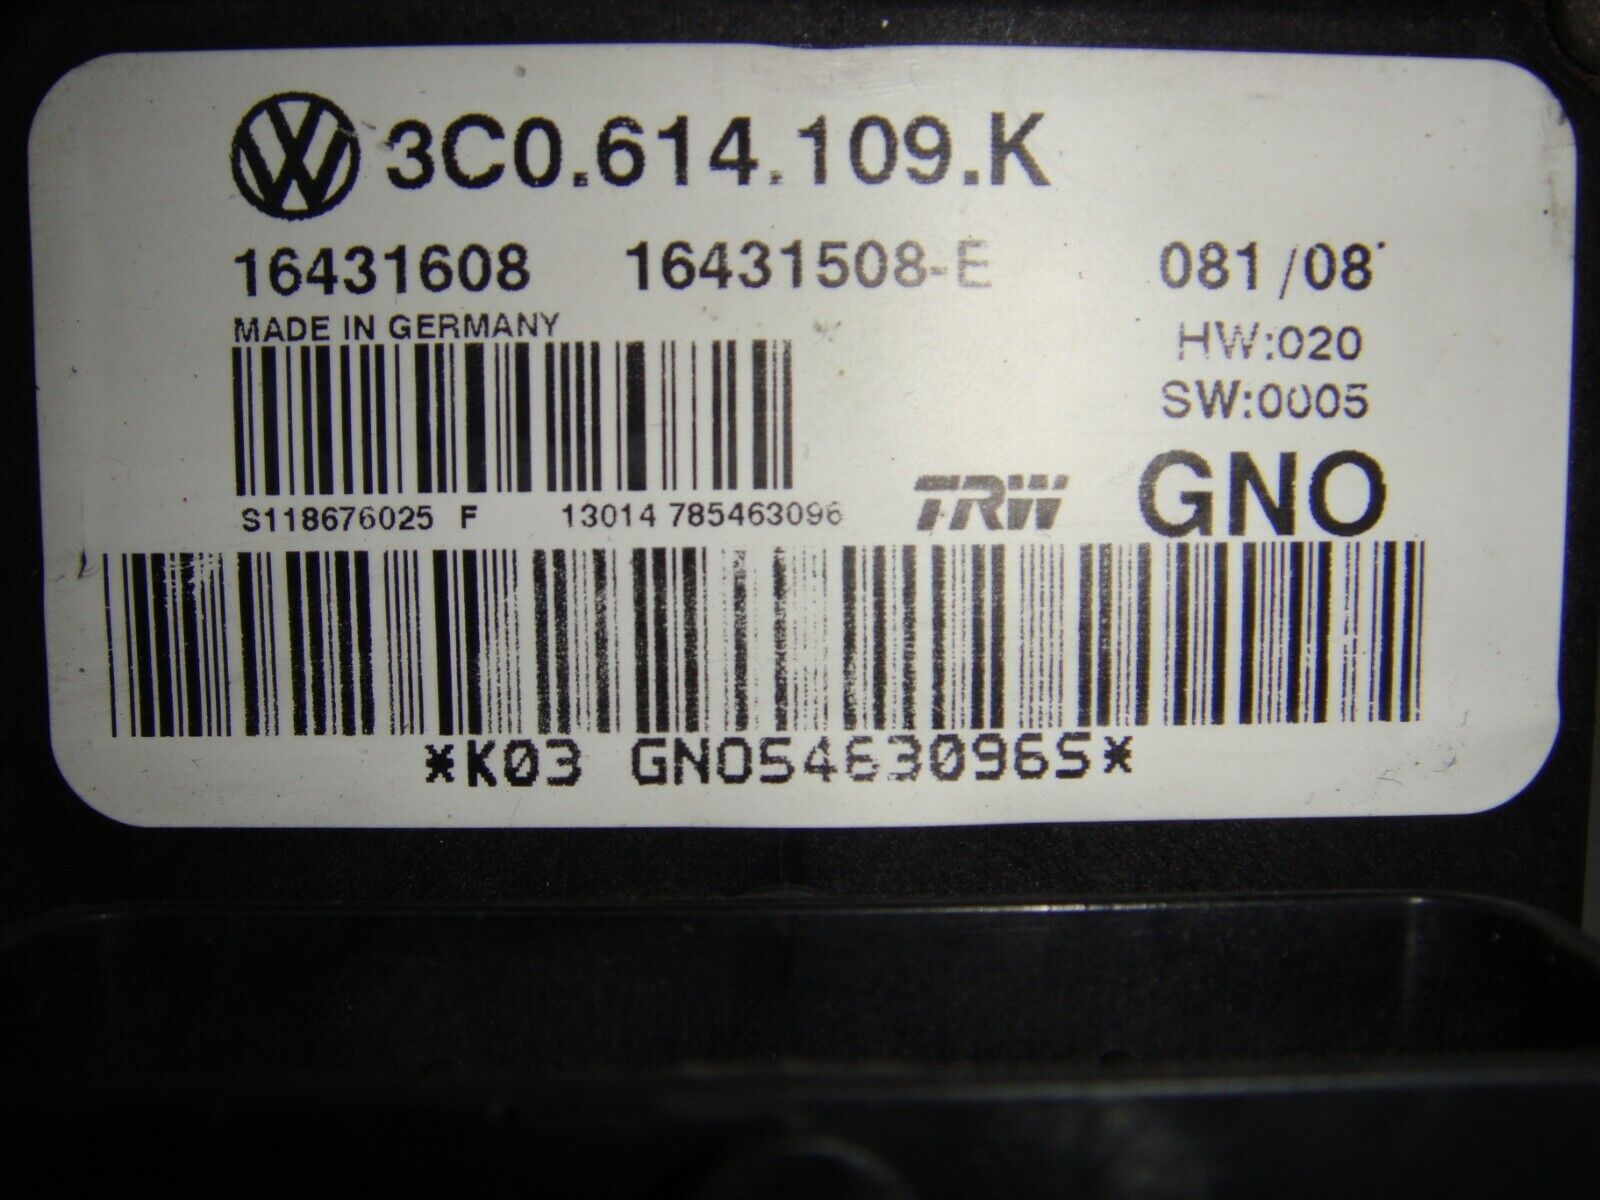 3C0.614.109.K
16431608 16431508-E 081/08
MADE IN GERMANY
HW:020
SW:0005
S118676025 F 13014 785463096 TRW GNO
*K03 GNO5463096S*